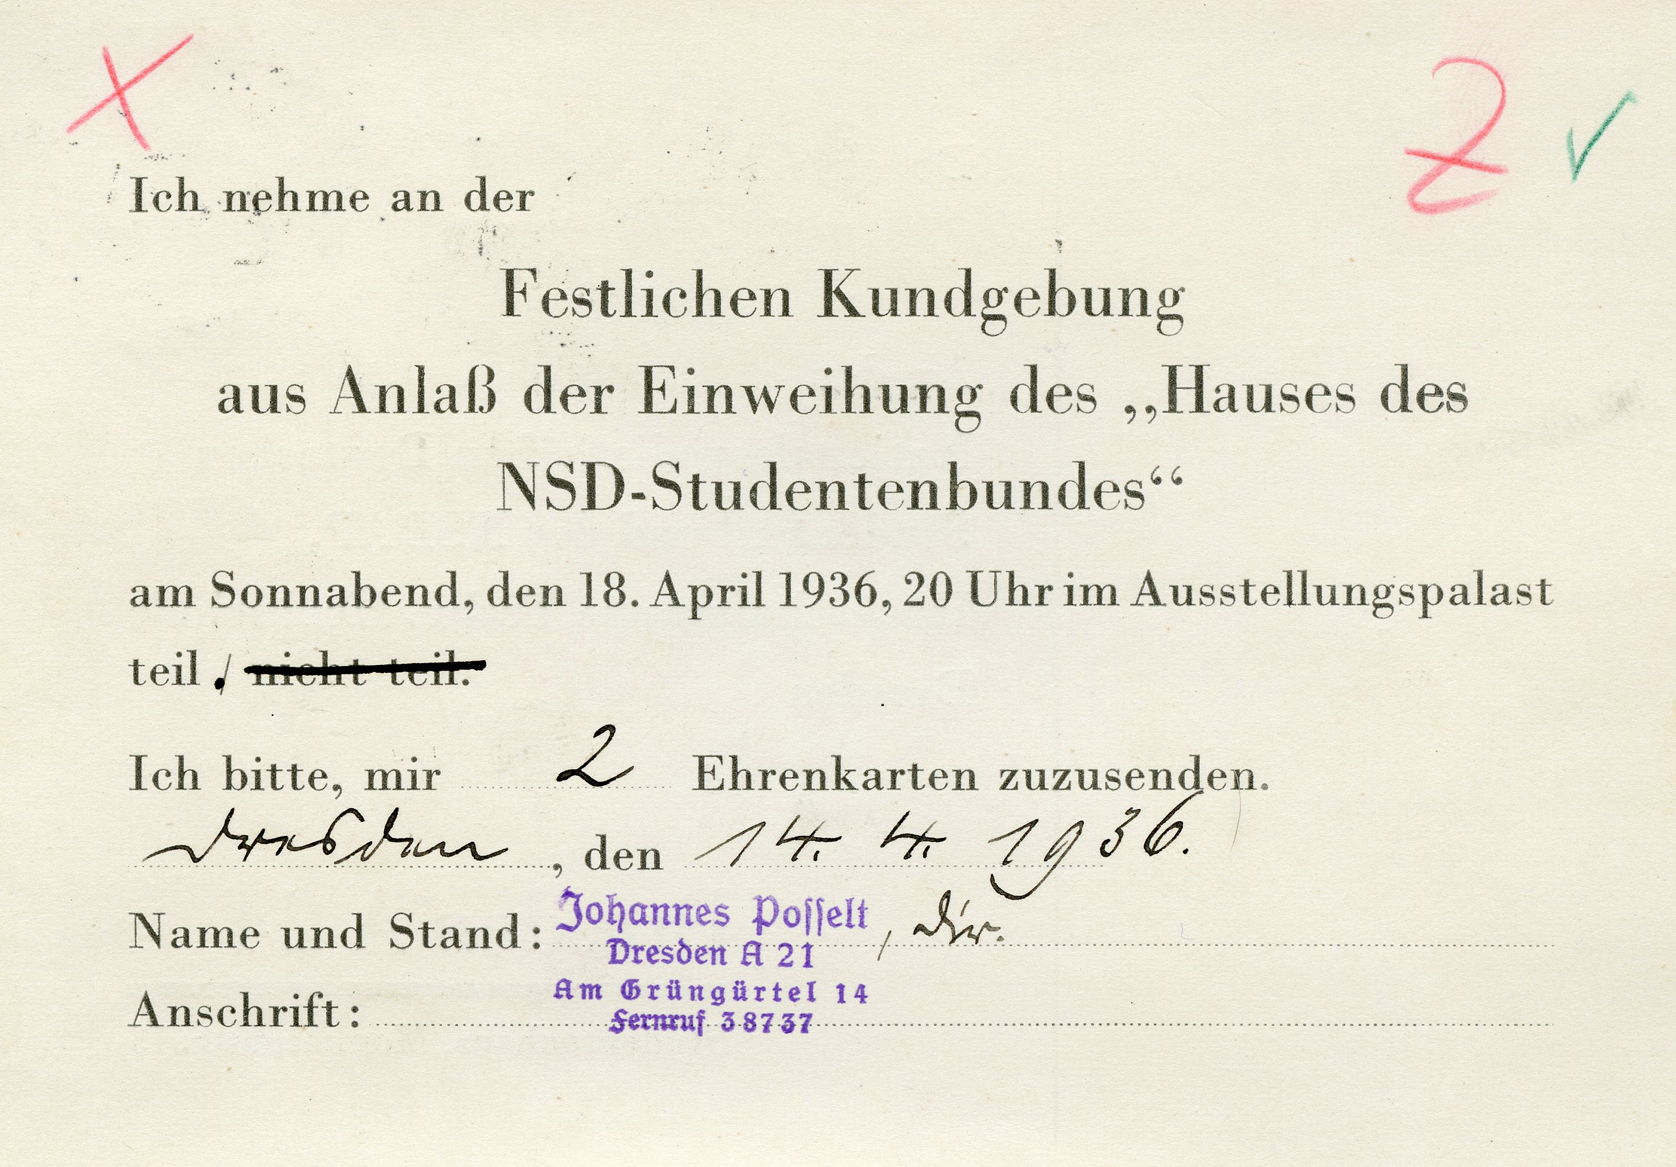 Z
Ich nehme an der
Festlichen Kundgebung
aus Anlaß der Einweihung des „Hauses des
NSD-Studentenbundes“
am Sonnabend, den 18. April 1936, 20 Uhr im Ausstellungspalast
teil. / nicht teil.
Ich bitte, mir 2 Ehrenkarten zuzusenden.
Dresden, den 14. 4. 1936.
Name und Stand: Johannes Posselt, Dir.
Dresden A 21
Am Grüngürtel 14
Anschrift: Fernruf 38737